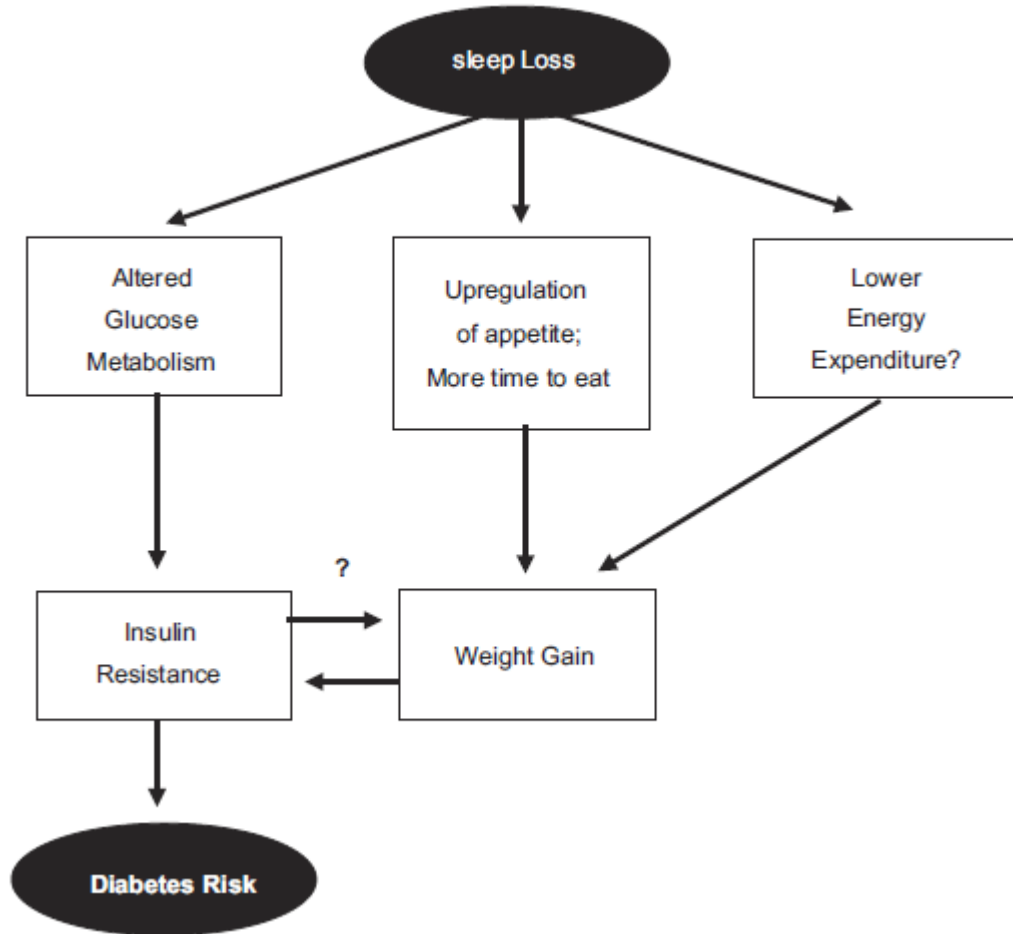 sleep Loss
Altered
Glucose
Metabolism
Upregulation
of appetite;
More time to eat
Lower
Energy
Expenditure?
?
Insulin
Resistance
Weight Gain
Diabetes Risk